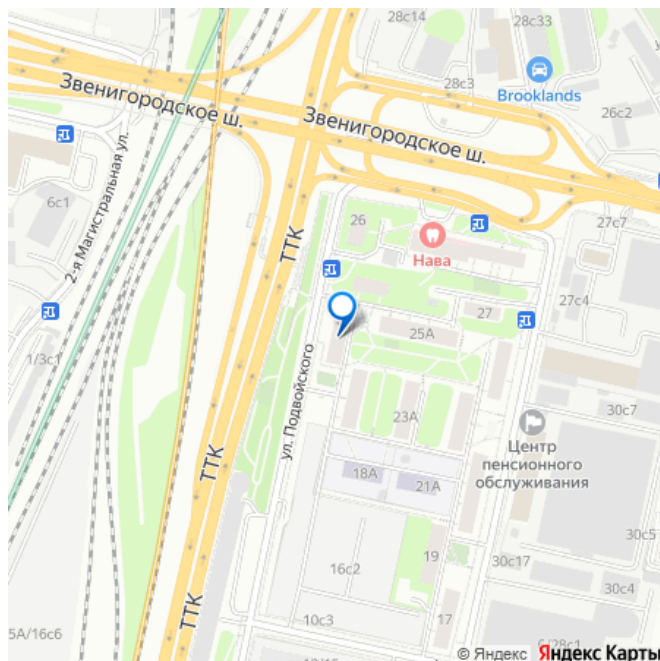 28с14
28с33
28с3
Brooklands
26с2
Звенигородское ш.
Звенигородское ш.
2-я Магистральная ул.
6с1
ТТК
26
Нава
27с7
27с4
27
25А
1/3с1
ул. Подвойского
23А
30с7
Центр
пенсионного
обслуживания
ТТК
18А
21А
30с5
19
30с17
16с2
30с4
ТТК
10с3
17
5А/16с6
6/28с1
© Яндекс Яндекс Карты